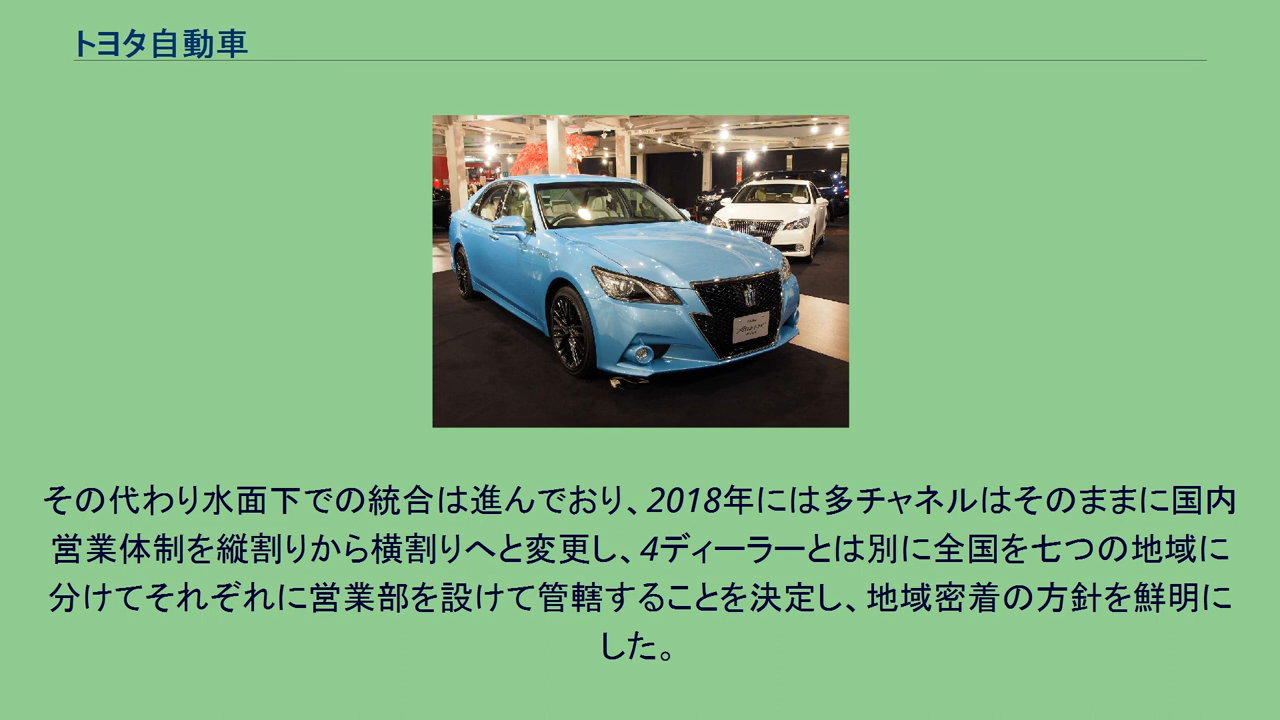 トヨタ自動車
その代わり水面下での統合は進んでおり、2018年には多チャネルはそのままに国内
営業体制を縦割りから横割りへと変更し、4ディーラーとは別に全国を七つの地域に
分けてそれぞれに営業部を設けて管轄することを決定し、地域密着の方針を鮮明に
した。